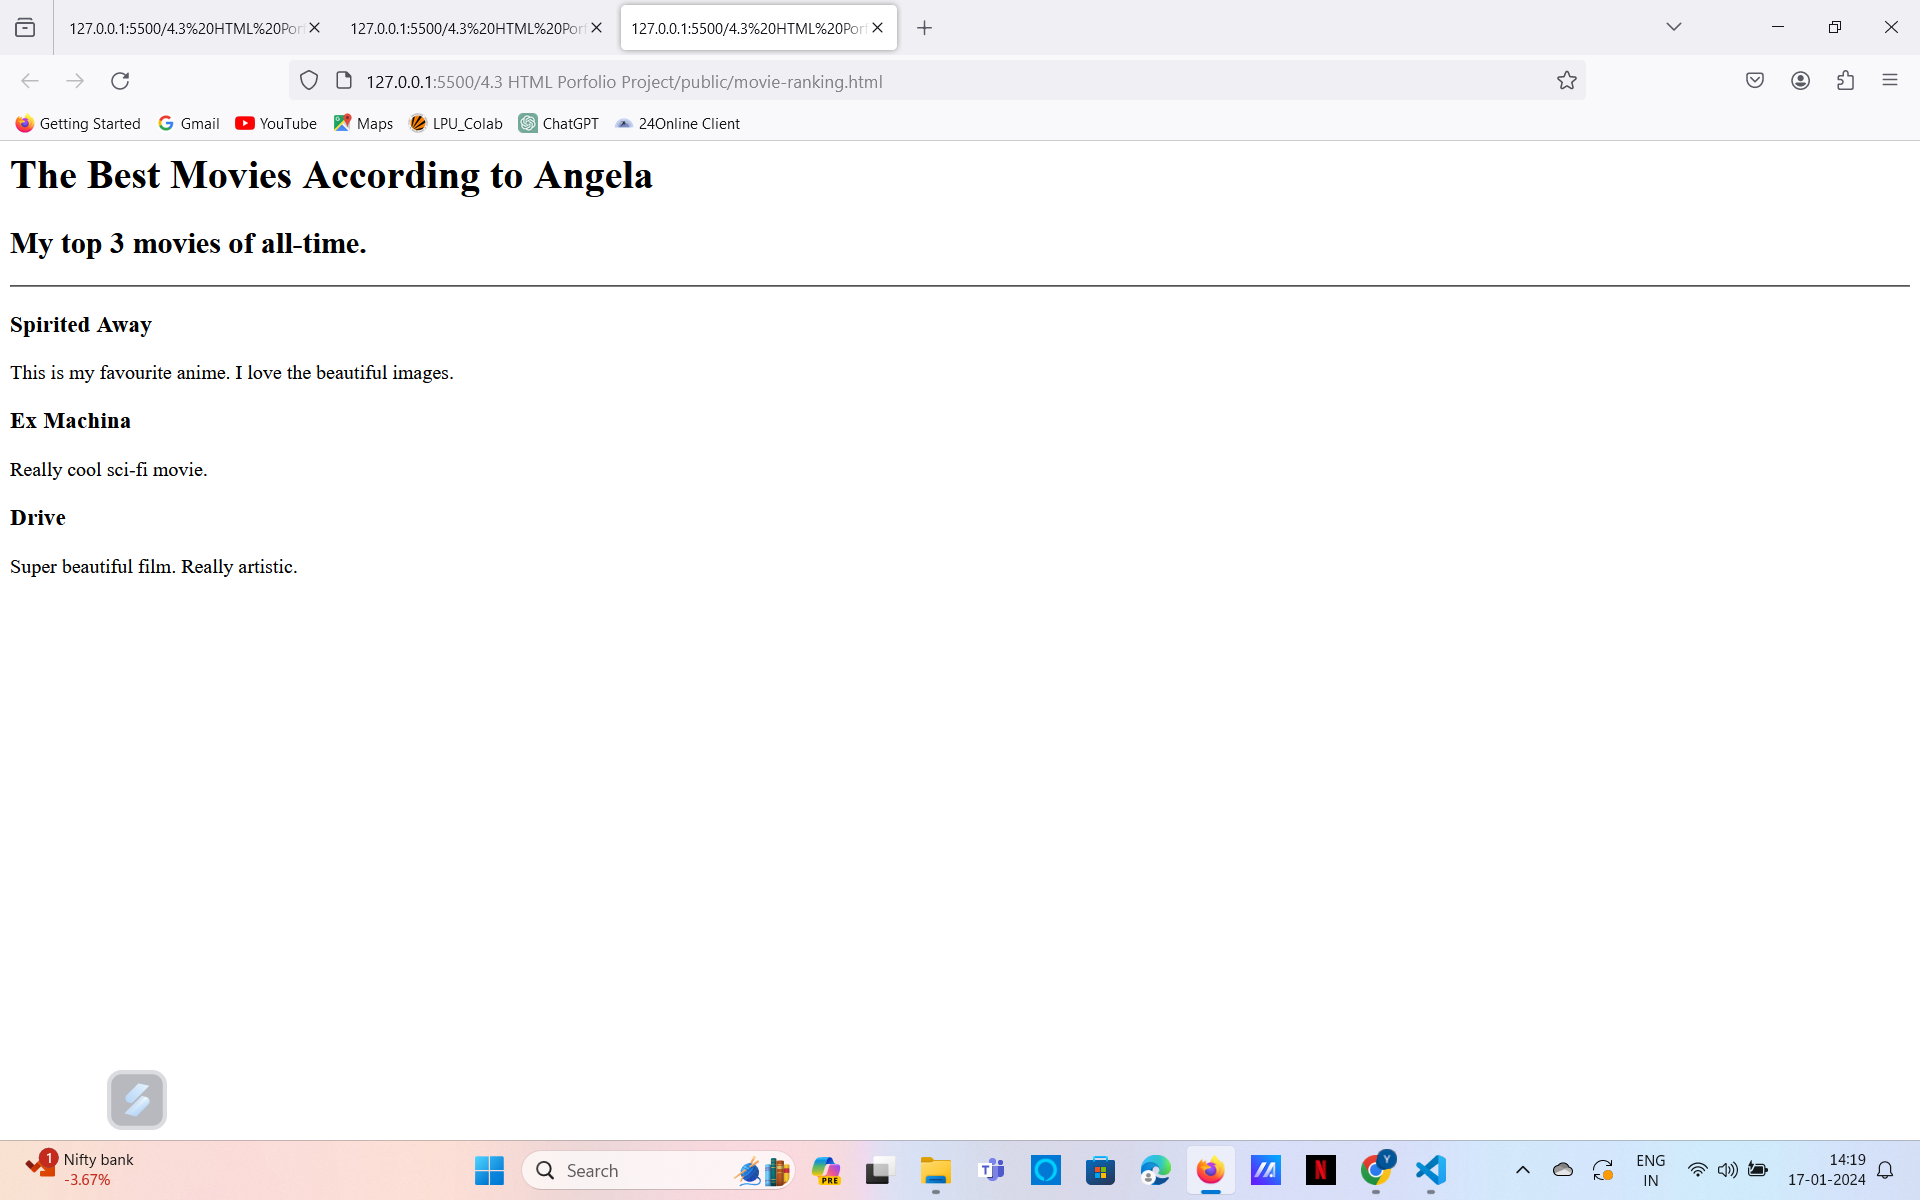 127.0.0.1:5500/4.3%20HTML%20Por
127.0.0.1:5500/4.3%20HTML%20Porf
127.0.0.1:5500/4.3%20HTML%20Porf
127.0.0.1:5500/4.3 HTML Porfolio Project/public/movie-ranking.html
Getting Started Gmail YouTube Maps LPU_Colab ChatGPT 24Online Client
The Best Movies According to Angela
My top 3 movies of all-time.
Spirited Away
This is my favourite anime. I love the beautiful images.
Ex Machina
Really cool sci-fi movie.
Drive
Super beautiful film. Really artistic.
1
Nifty bank
-3.67%
Search
PRE
T
N
Y
ENG
IN
14:19
17-01-2024